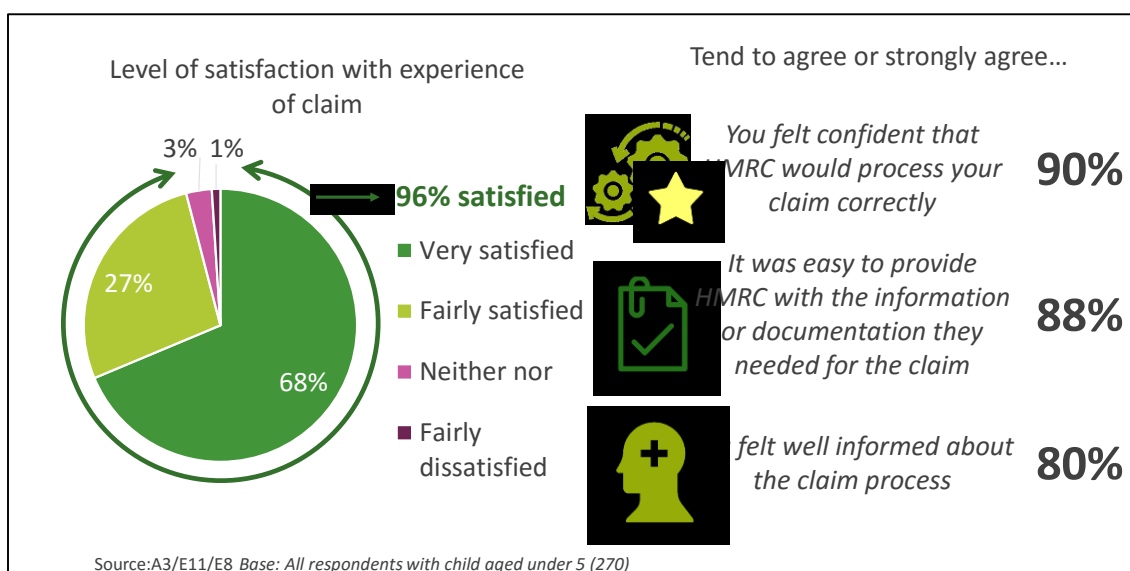 Level of satisfaction with experience
of claim
3%
1%
27%
68%
96% satisfied
Very satisfied
Fairly satisfied
Neither nor
Fairly
dissatisfied
Tend to agree or strongly agree…
You felt confident that
HMRC would process your
claim correctly
90%
It was easy to provide
HMRC with the information
or documentation they
needed for the claim
88%
felt well informed about
the claim process
80%
Source:A3/E11/E8 Base: All respondents with child aged under 5 (270)